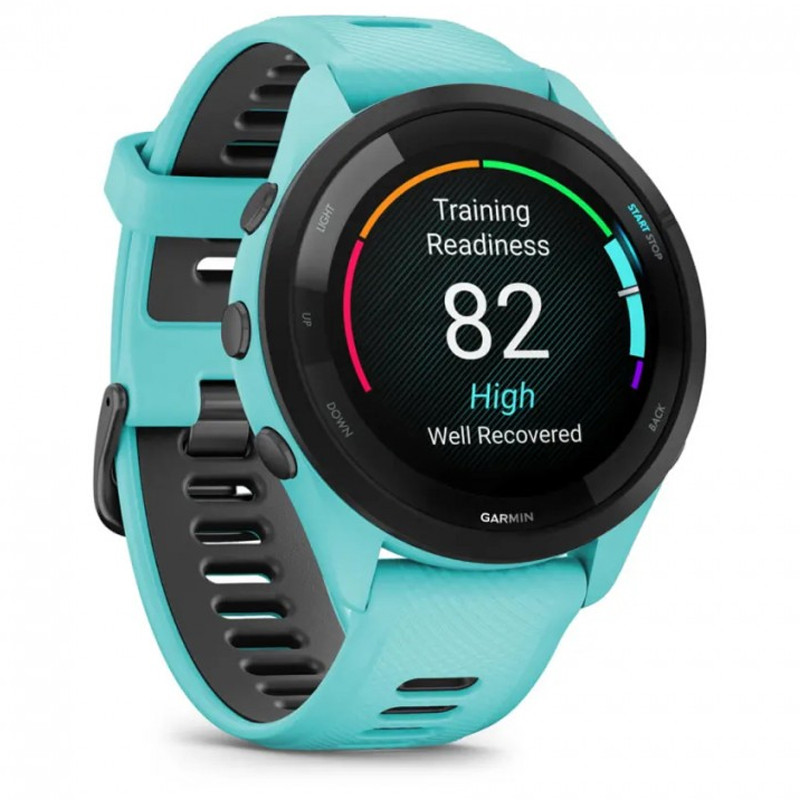 Training
Readiness
82
High
Well Recovered
GARMIN
LIGHT
UP
DOWN
START STOP
BACK